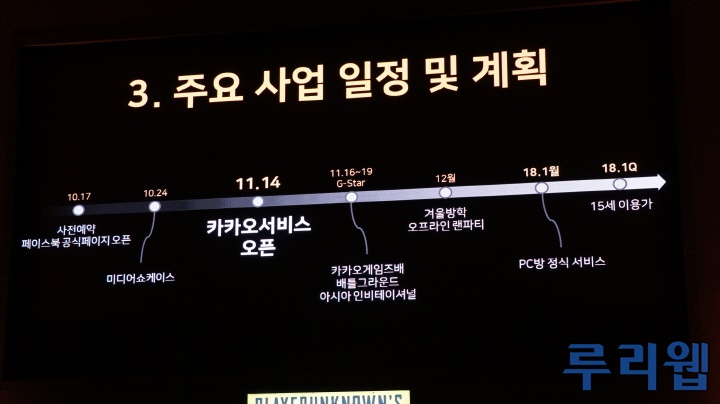 3. 주요 사업 일정 및 계획
10.17
사전예약
페이스북 공식페이지 오픈
10.24
미디어쇼케이스
11.14
카카오서비스
오픈
11.16~19
G-Star
카카오게임즈배
배틀그라운드
아시아 인비테이셔널
12월
겨울방학
오프라인 랜파티
18.1월
PC방 정식 서비스
18.1Q
15세 이용가
루리웹
PLAYERUNKNOWN'S